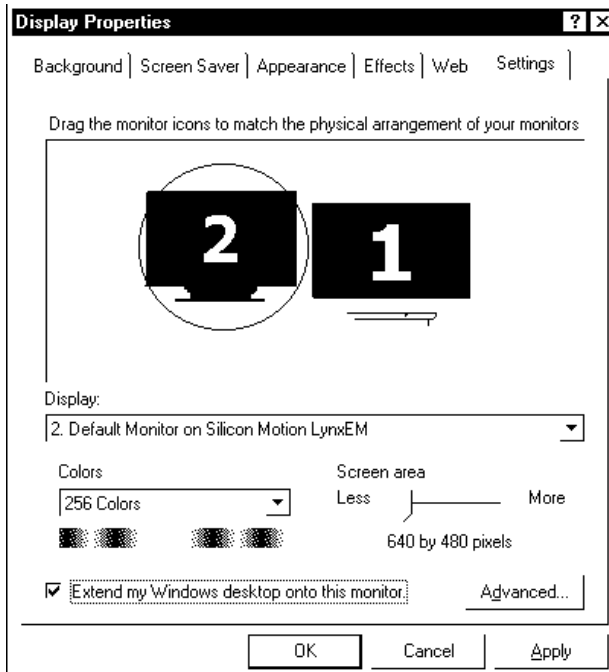 Display Properties ? ×
Background Screen Saver Appearance Effects Web Settings
Drag the monitor icons to match the physical arrangement of your monitors
2 1
Display:
2. Default Monitor on Silicon Motion LynxEM
Colors Screen area
256 Colors Less More
640 by 480 pixels
Extend my Windows desktop onto this monitor. Advanced...
OK Cancel Apply